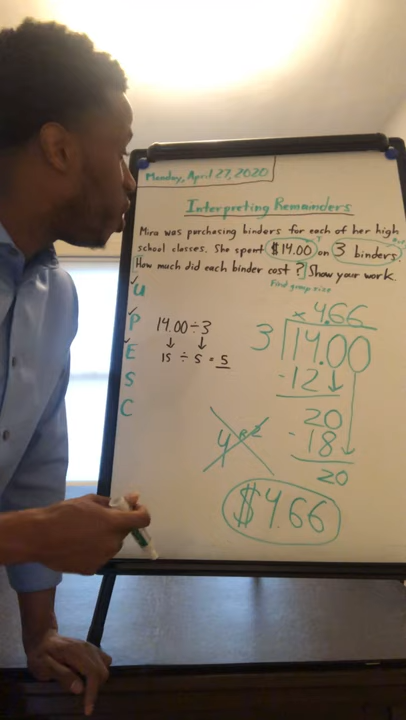 Monday, April 27, 2020
Interpreting Remainders
Mira was purchasing binders for each of her high
school classes. She spent $14.00 on 3 binders.
How much did each binder cost? Show your work.
Find group size
U
P
E
S
C
14.00 ÷ 3
↓ ↓
15 ÷ 5 = 5
4.66
3 14.00
-12
20
-18
20
4 R2
$4.66